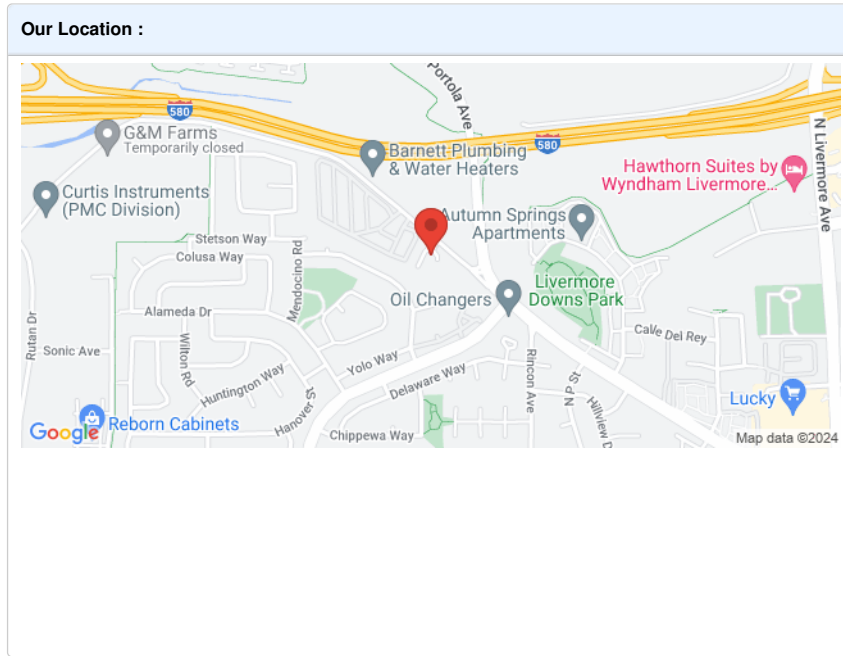 Our Location :
Portola Ave
580
580
N Livermore Ave
G&M Farms
Temporarily closed
Barnett Plumbing
& Water Heaters
Hawthorn Suites by
Wyndham Livermore...
Curtis Instruments
(PMC Division)
Autumn Springs
Apartments
Stetson Way
Colusa Way
Mendocino Rd
Livermore
Downs Park
Oil Changers
Alameda Dr
Rutan Dr
Sonic Ave
Wilton Rd
Calle Del Rey
Yolo Way
Huntington Way
Delaware Way
Rincon Ave
N P St
Hillview D
Hanover St
Lucky
Reborn Cabinets
Chippewa Way
Google
Map data ©2024